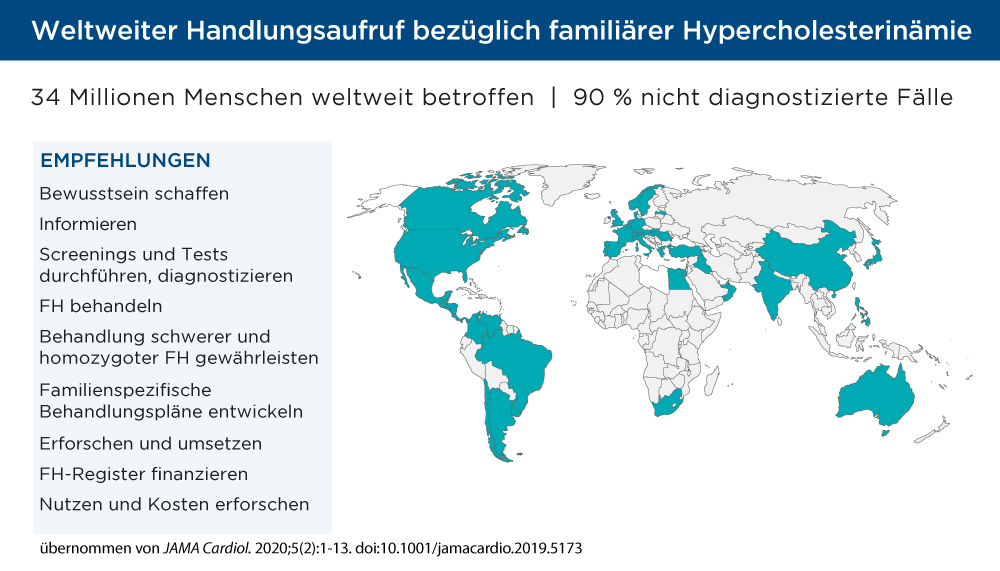 Weltweiter Handlungsaufruf bezüglich familiärer Hypercholesterinämie
34 Millionen Menschen weltweit betroffen | 90 % nicht diagnostizierte Fälle
EMPFEHLUNGEN
Bewusstsein schaffen
Informieren
Screenings und Tests
durchführen, diagnostizieren
FH behandeln
Behandlung schwerer und
homozygoter FH gewährleisten
Familienspezifische
Behandlungspläne entwickeln
Erforschen und umsetzen
FH-Register finanzieren
Nutzen und Kosten erforschen
übernommen von JAMA Cardiol. 2020;5(2):1-13. doi:10.1001/jamacardio.2019.5173